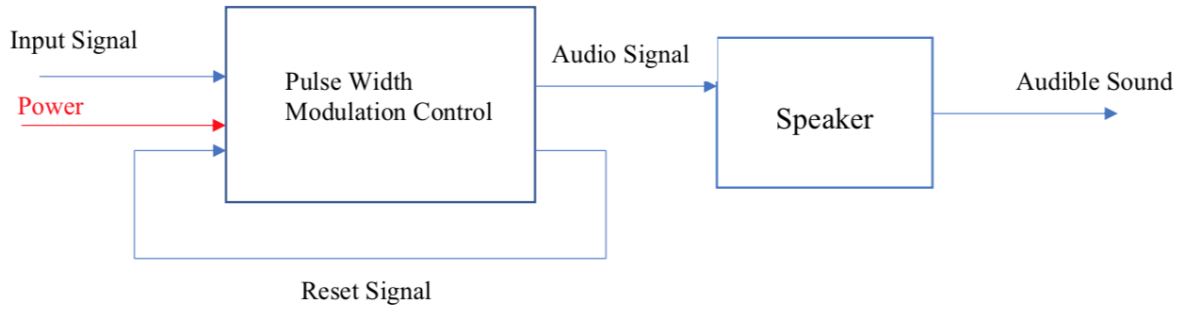 Input Signal
Power
Pulse Width
Modulation Control
Audio Signal
Speaker
Audible Sound
Reset Signal